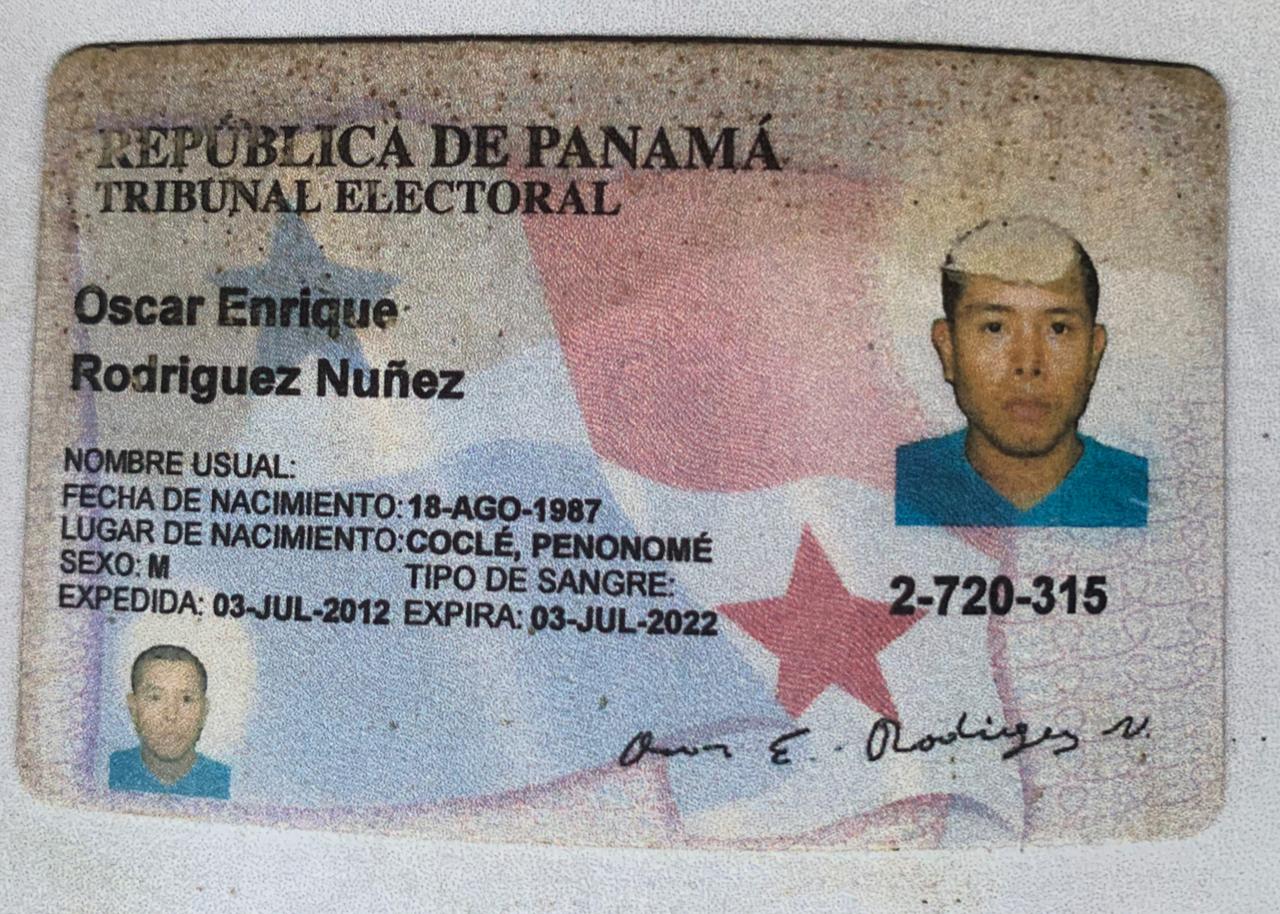 REPÚBLICA DE PANAMÁ
TRIBUNAL ELECTORAL
Oscar Enrique
Rodriguez Nuñez
NOMBRE USUAL:
FECHA DE NACIMIENTO: 18-AGO-1987
LUGAR DE NACIMIENTO: COCLÉ, PENONOMÉ
SEXO: M TIPO DE SANGRE:
EXPEDIDA: 03-JUL-2012 EXPIRA: 03-JUL-2022
2-720-315
E. Rodriguez N.